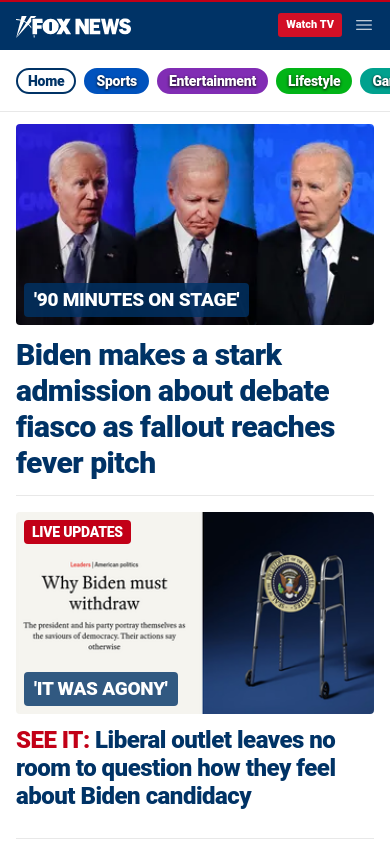 FOX NEWS
Watch TV
Home
Sports
Entertainment
Lifestyle
Ga
'90 MINUTES ON STAGE'
Biden makes a stark
admission about debate
fiasco as fallout reaches
fever pitch
LIVE UPDATES
Leaders | American politics
Why Biden must
withdraw
The president and his party portray themselves as
the saviours of democracy. Their actions say
otherwise
'IT WAS AGONY'
SEE IT: Liberal outlet leaves no
room to question how they feel
about Biden candidacy